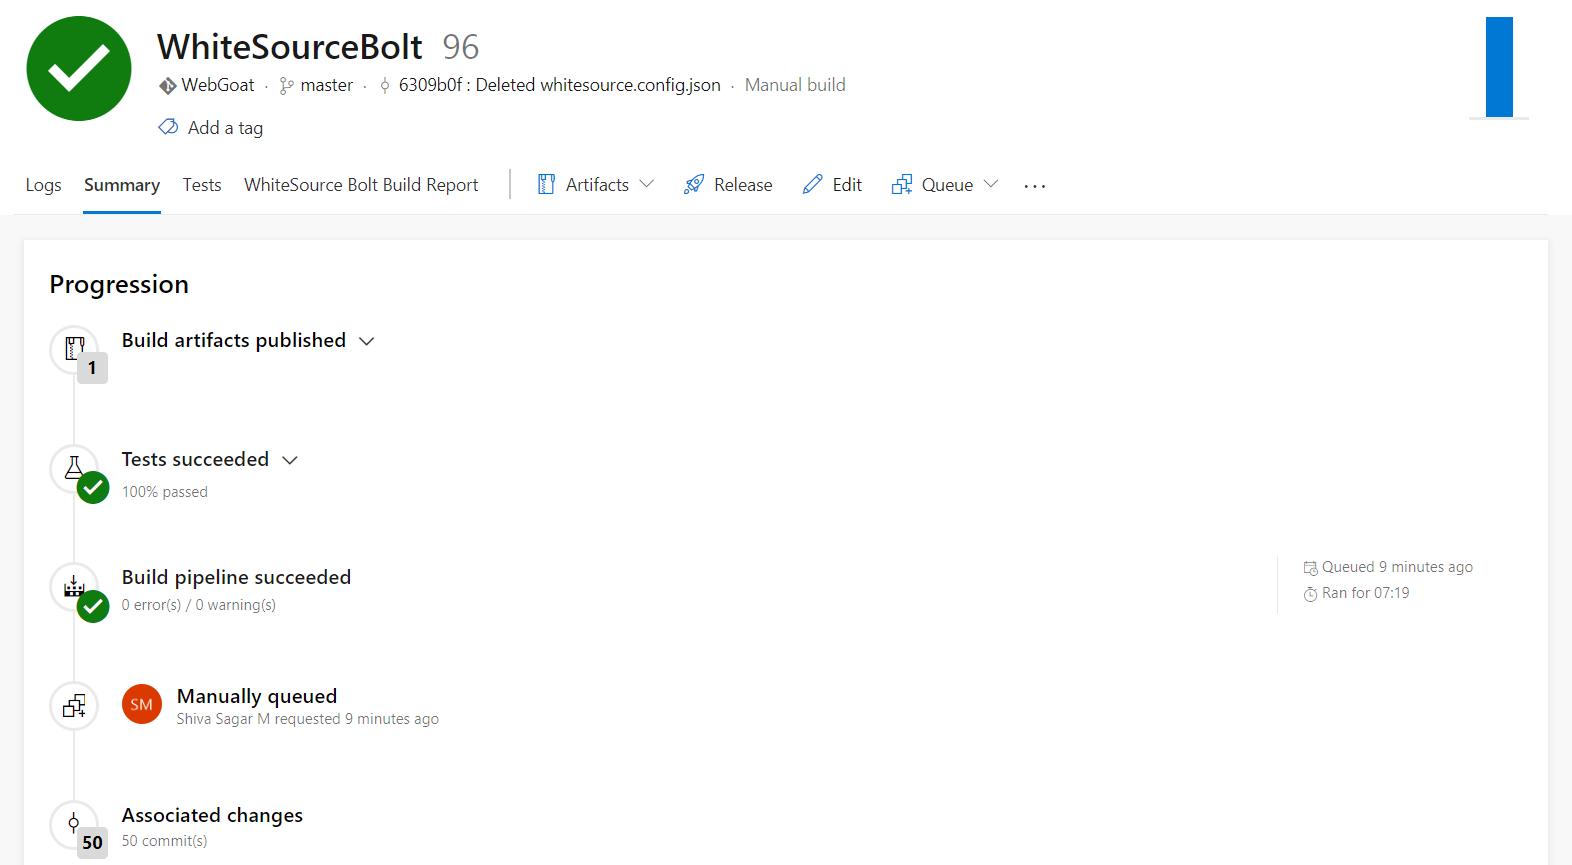 WhiteSourceBolt 96
WebGoat · master · 6309b0f : Deleted whitesource.config.json · Manual build
Add a tag
Logs Summary Tests WhiteSource Bolt Build Report Artifacts Release Edit Queue ...
Progression
Build artifacts published
1
Tests succeeded
100% passed
Build pipeline succeeded
0 error(s) / 0 warning(s)
Queued 9 minutes ago
Ran for 07:19
SM
Manually queued
Shiva Sagar M requested 9 minutes ago
Associated changes
50
50 commit(s)